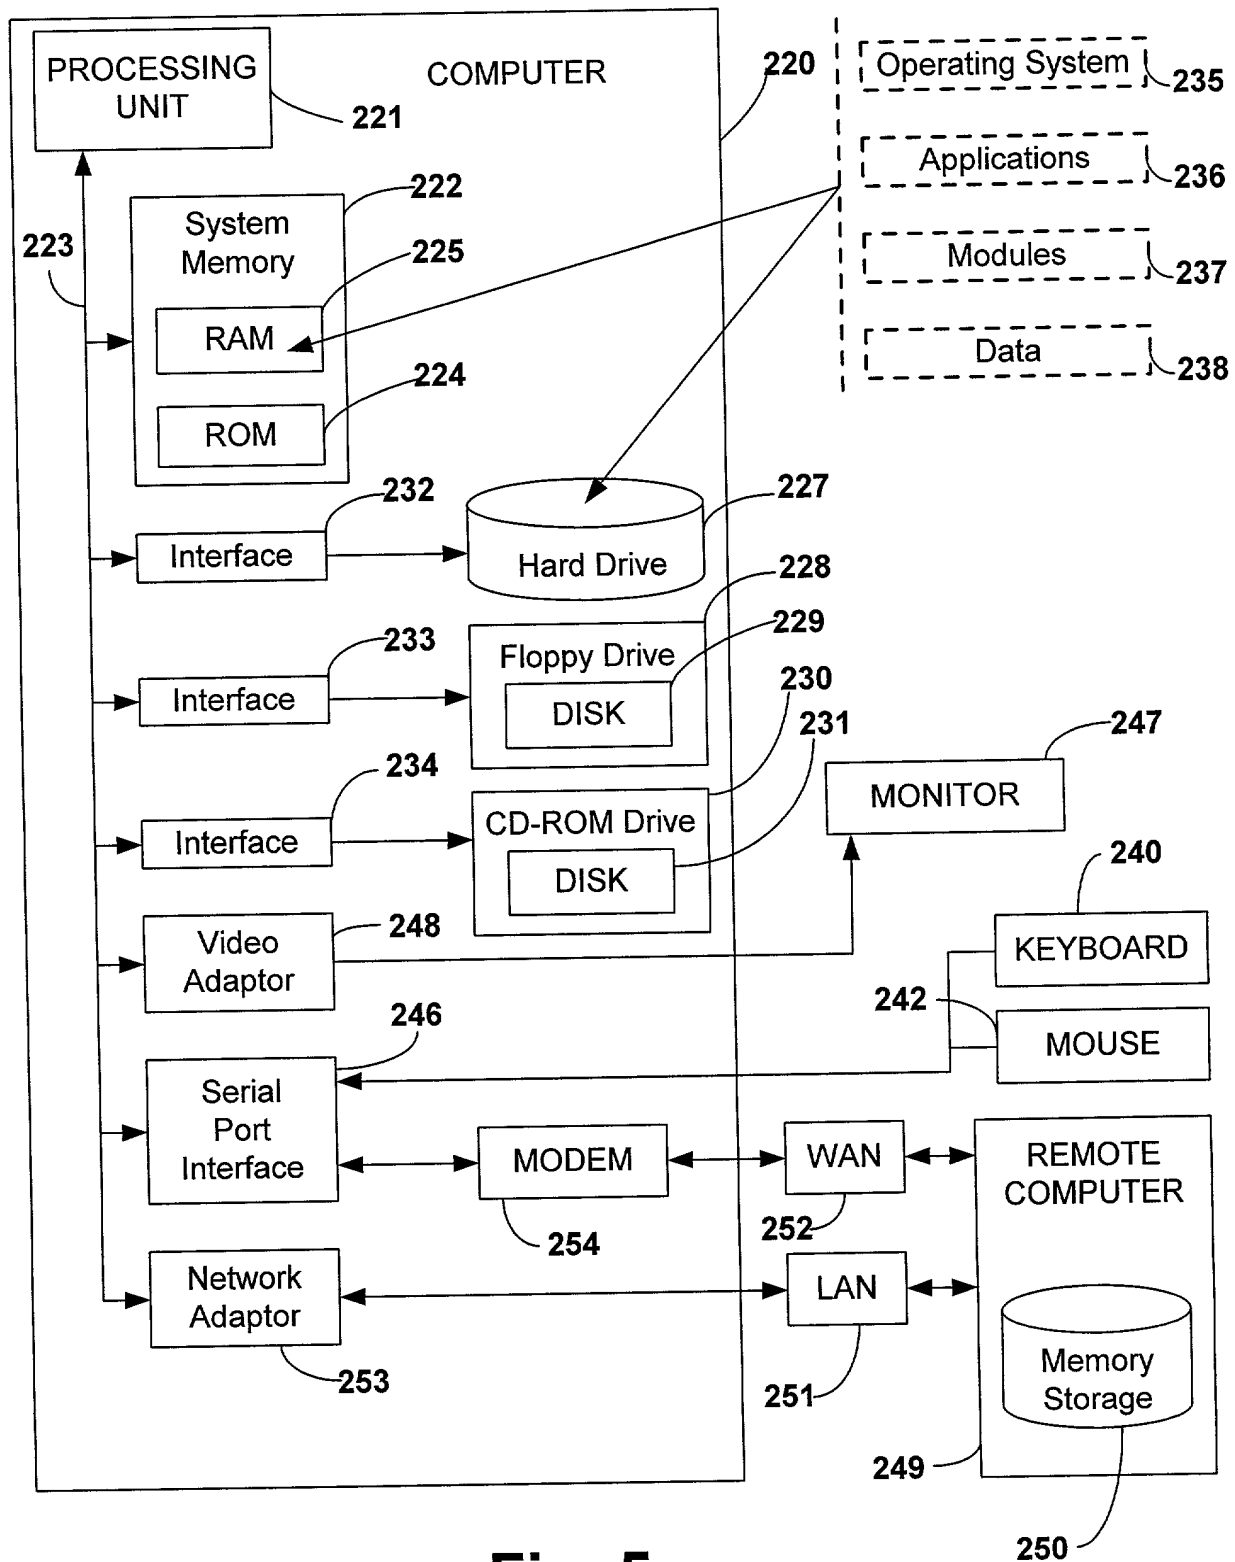 PROCESSING
UNIT
COMPUTER
220
221
Operating System
235
Applications
236
Modules
237
Data
238
222
System
Memory
223
225
RAM
224
ROM
232
Interface
227
Hard Drive
228
229
233
Interface
Floppy Drive
DISK
230
231
234
Interface
CD-ROM Drive
DISK
247
MONITOR
240
KEYBOARD
242
MOUSE
248
Video
Adaptor
246
Serial
Port
Interface
MODEM
254
WAN
252
REMOTE
COMPUTER
Network
Adaptor
253
LAN
251
Memory
Storage
249
250